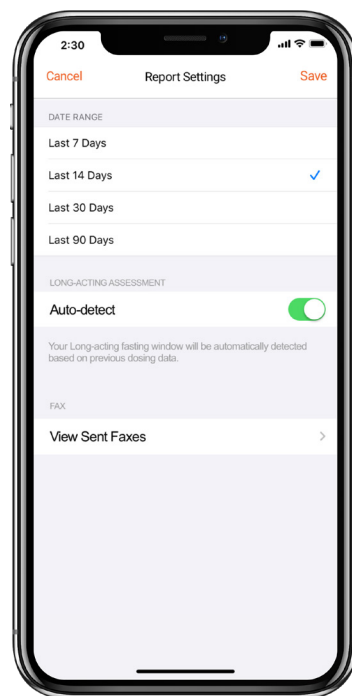 2:30
Cancel Report Settings Save
DATE RANGE
Last 7 Days
Last 14 Days
Last 30 Days
Last 90 Days
LONG-ACTING ASSESSMENT
Auto-detect
Your Long-acting fasting window will be automatically detected
based on previous dosing data.
FAX
View Sent Faxes